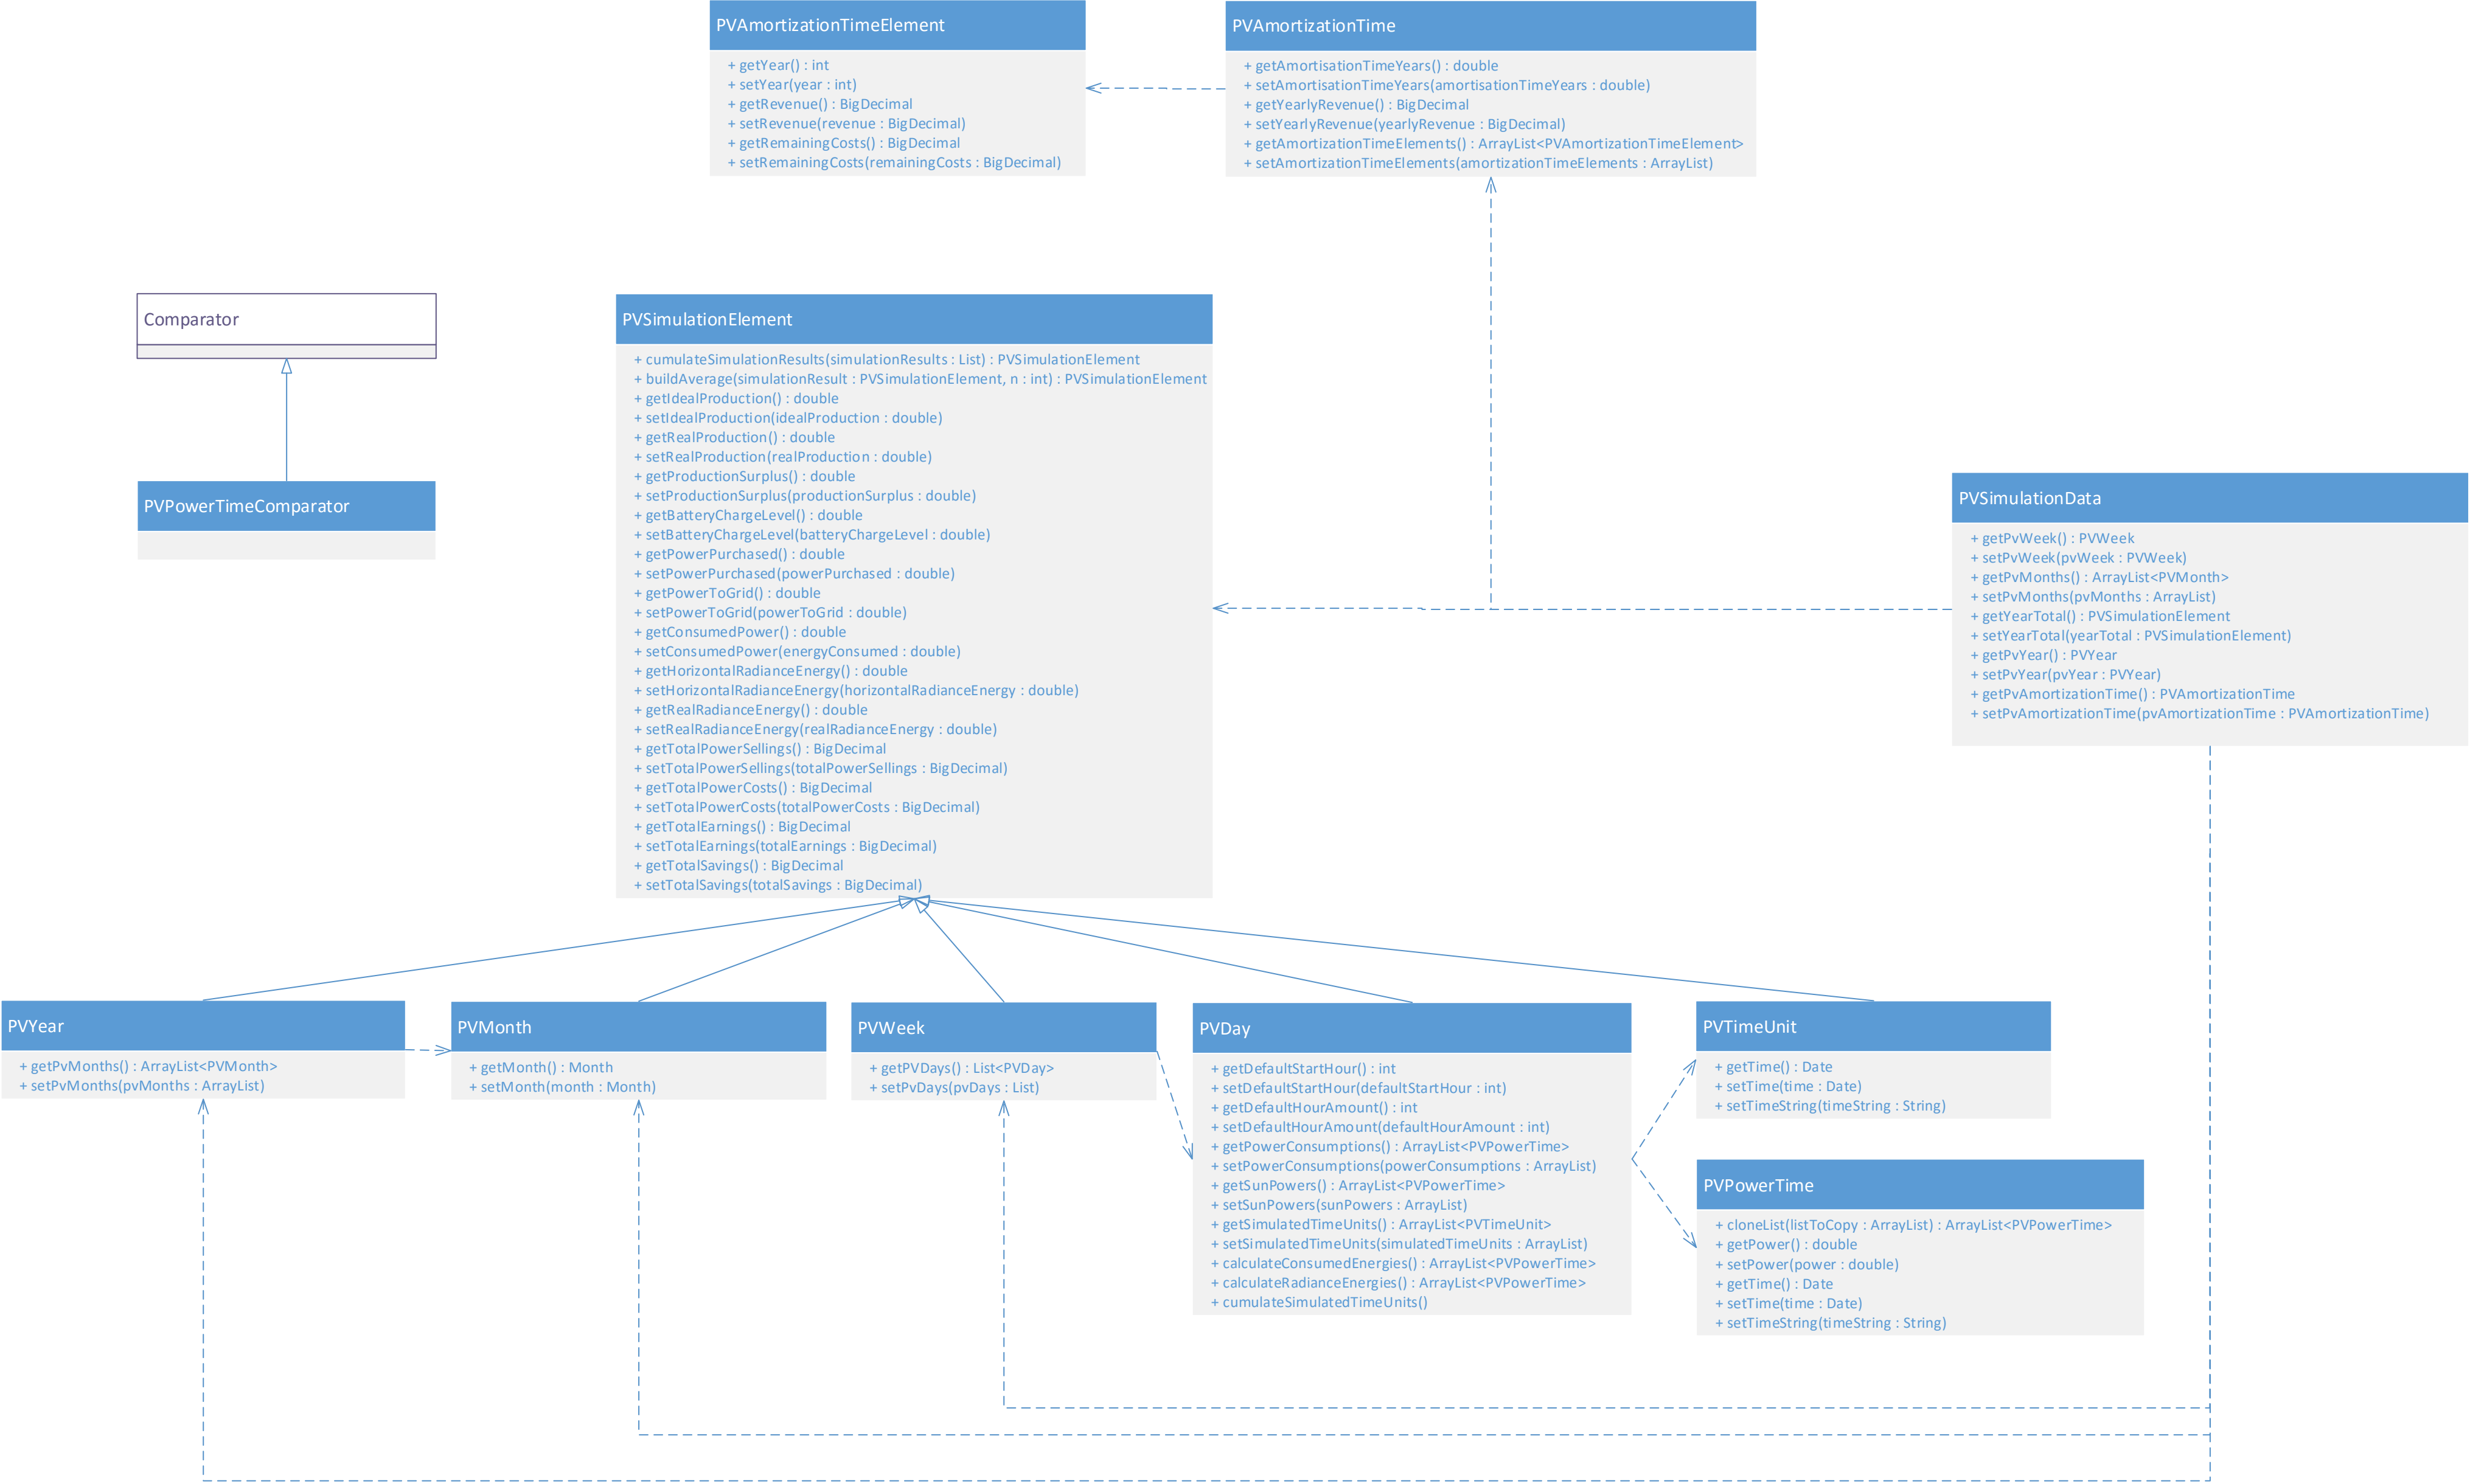 PVAmortizationTimeElement
+ getYear() : int
+ setYear(year : int)
+ getRevenue() : BigDecimal
+ setRevenue(revenue : BigDecimal)
+ getRemainingCosts() : BigDecimal
+ setRemainingCosts(remainingCosts : BigDecimal)
PVAmortizationTime
+ getAmortisationTimeYears() : double
+ setAmortisationTimeYears(amortisationTimeYears : double)
+ getYearlyRevenue() : BigDecimal
+ setYearlyRevenue(yearlyRevenue : BigDecimal)
+ getAmortizationTimeElements() : ArrayList<PVAmortizationTimeElement>
+ setAmortizationTimeElements(amortizationTimeElements : ArrayList)
Comparator
PVPowerTimeComparator
PVSimulationElement
+ cumulateSimulationResults(simulationResults : List) : PVSimulationElement
+ buildAverage(simulationResult : PVSimulationElement, n : int) : PVSimulationElement
+ getIdealProduction() : double
+ setIdealProduction(idealProduction : double)
+ getRealProduction() : double
+ setRealProduction(realProduction : double)
+ getProductionSurplus() : double
+ setProductionSurplus(productionSurplus : double)
+ getBatteryChargeLevel() : double
+ setBatteryChargeLevel(batteryChargeLevel : double)
+ getPowerPurchased() : double
+ setPowerPurchased(powerPurchased : double)
+ getPowerToGrid() : double
+ setPowerToGrid(powerToGrid : double)
+ getConsumedPower() : double
+ setConsumedPower(energyConsumed : double)
+ getHorizontalRadianceEnergy() : double
+ setHorizontalRadianceEnergy(horizontalRadianceEnergy : double)
+ getRealRadianceEnergy() : double
+ setRealRadianceEnergy(realRadianceEnergy : double)
+ getTotalPowerSellings() : BigDecimal
+ setTotalPowerSellings(totalPowerSellings : BigDecimal)
+ getTotalPowerCosts() : BigDecimal
+ setTotalPowerCosts(totalPowerCosts : BigDecimal)
+ getTotalEarnings() : BigDecimal
+ setTotalEarnings(totalEarnings : BigDecimal)
+ getTotalSavings() : BigDecimal
+ setTotalSavings(totalSavings : BigDecimal)
PVSimulationData
+ getPvWeek() : PVWeek
+ setPvWeek(pvWeek : PVWeek)
+ getPvMonths() : ArrayList<PVMonth>
+ setPvMonths(pvMonths : ArrayList)
+ getYearTotal() : PVSimulationElement
+ setYearTotal(yearTotal : PVSimulationElement)
+ getPvYear() : PVYear
+ setPvYear(pvYear : PVYear)
+ getPvAmortizationTime() : PVAmortizationTime
+ setPvAmortizationTime(pvAmortizationTime : PVAmortizationTime)
PVYear
+ getPvMonths() : ArrayList<PVMonth>
+ setPvMonths(pvMonths : ArrayList)
PVMonth
+ getMonth() : Month
+ setMonth(month : Month)
PVWeek
+ getPVDays() : List<PVDay>
+ setPvDays(pvDays : List)
PVDay
+ getDefaultStartHour() : int
+ setDefaultStartHour(defaultStartHour : int)
+ getDefaultHourAmount() : int
+ setDefaultHourAmount(defaultHourAmount : int)
+ getPowerConsumptions() : ArrayList<PVPowerTime>
+ setPowerConsumptions(powerConsumptions : ArrayList)
+ getSunPowers() : ArrayList<PVPowerTime>
+ setSunPowers(sunPowers : ArrayList)
+ getSimulatedTimeUnits() : ArrayList<PVTimeUnit>
+ setSimulatedTimeUnits(simulatedTimeUnits : ArrayList)
+ calculateConsumedEnergies() : ArrayList<PVPowerTime>
+ calculateRadianceEnergies() : ArrayList<PVPowerTime>
+ cumulateSimulatedTimeUnits()
PVTimeUnit
+ getTime() : Date
+ setTime(time : Date)
+ setTimeString(timeString : String)
PVPowerTime
+ cloneList(listToCopy : ArrayList) : ArrayList<PVPowerTime>
+ getPower() : double
+ setPower(power : double)
+ getTime() : Date
+ setTime(time : Date)
+ setTimeString(timeString : String)